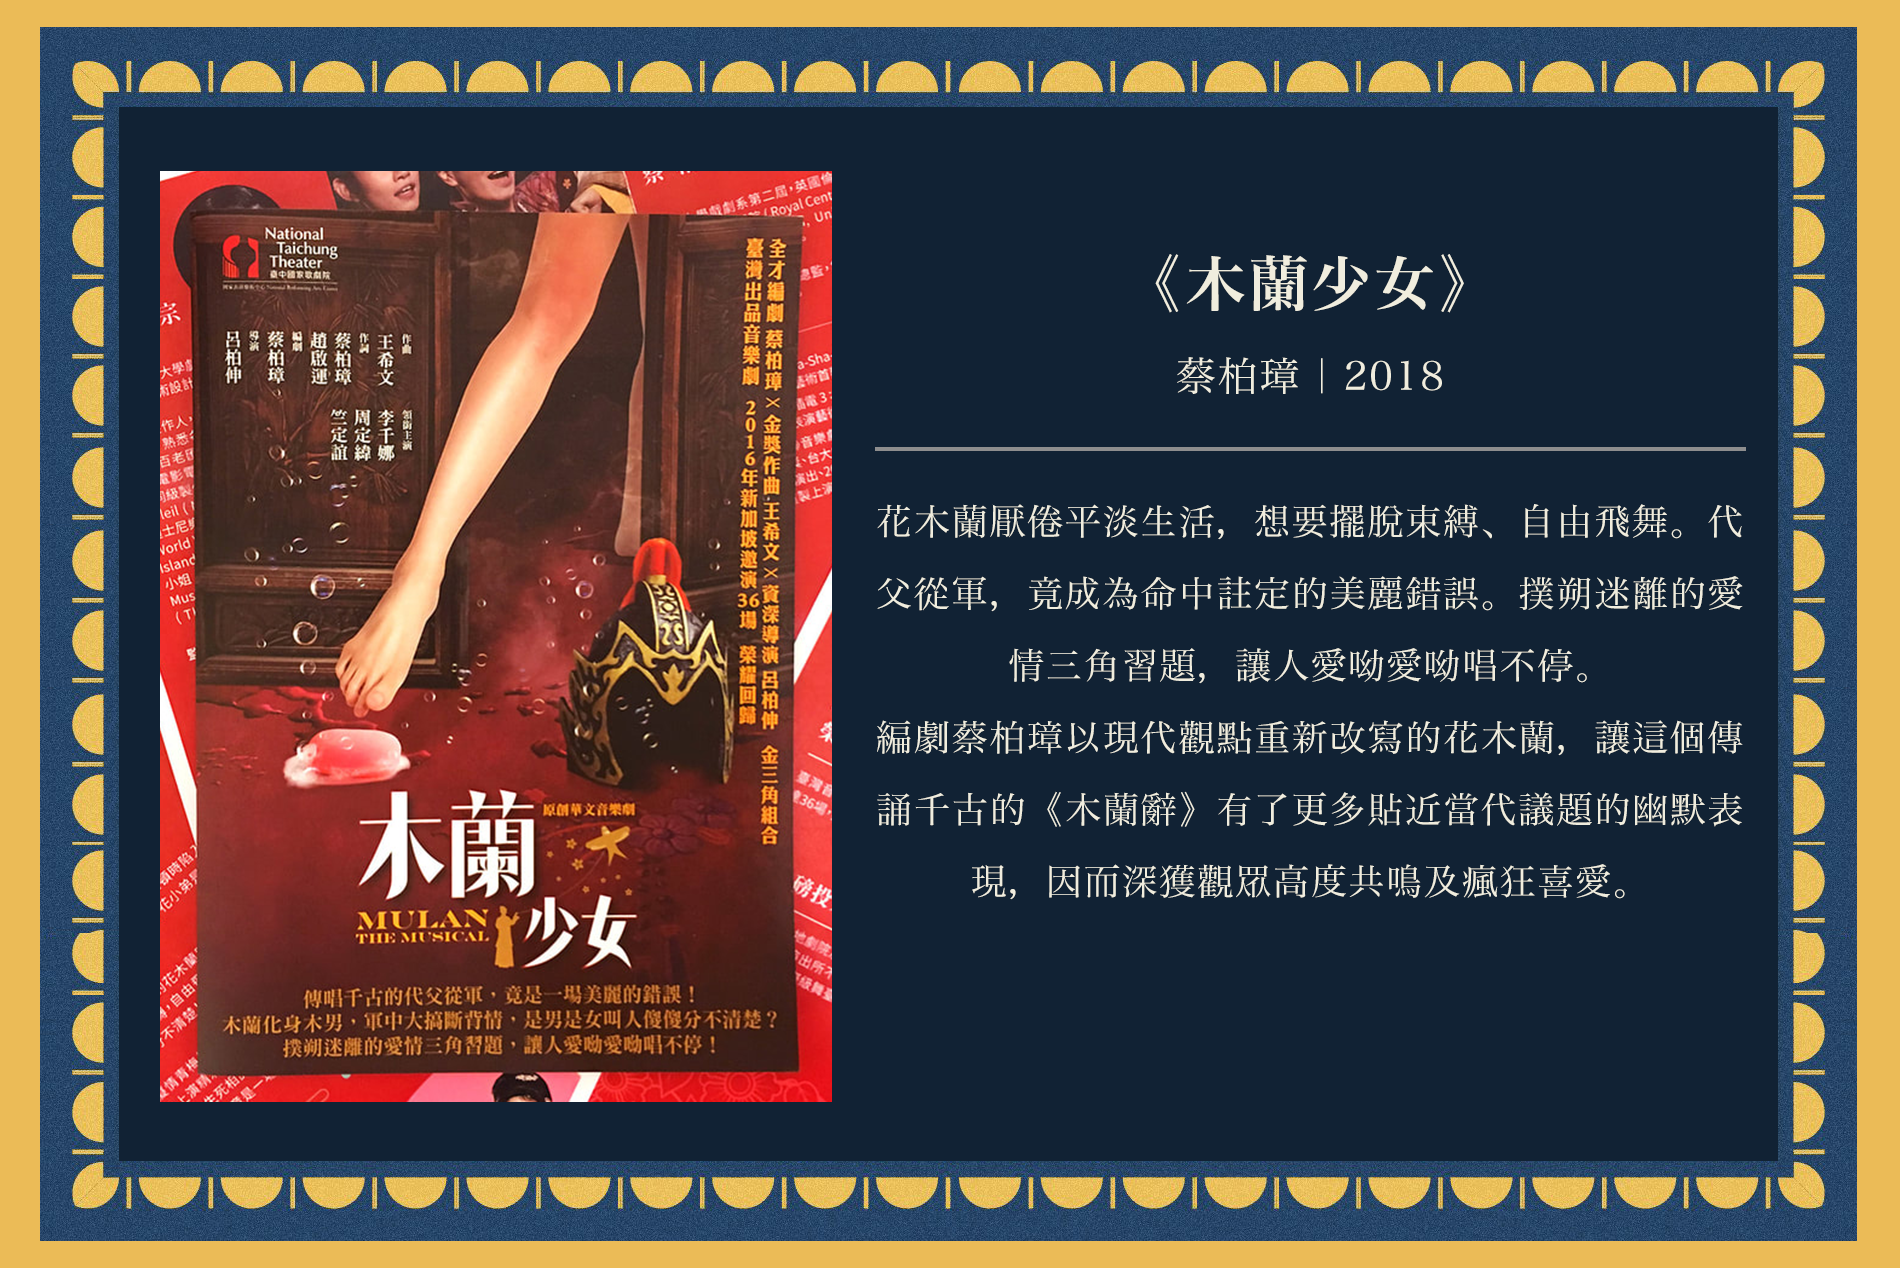 National
Taichung
Theater
臺中國家歌劇院
作曲
王希文
作詞
蔡柏璋
趙啟運
編劇
蔡柏璋
導演
呂柏伸
領銜主演
李千娜
周定緯
竺定誼
全才編劇 蔡柏璋 × 金獎作曲 王希文 × 資深導演 呂柏伸 金三角組合
臺灣出品音樂劇 2016年新加坡邀演36場 榮耀回歸
木蘭
原創華文音樂劇
MULAN
THE MUSICAL
少女
傳唱千古的代父從軍，竟是一場美麗的錯誤！
木蘭化身木男，軍中大搞斷背情，是男是女叫人傻傻分不清楚？
撲朔迷離的愛情三角習題，讓人愛呦愛呦唱不停！
《木蘭少女》
蔡柏璋｜2018
花木蘭厭倦平淡生活，想要擺脫束縛、自由飛舞。代
父從軍，竟成為命中註定的美麗錯誤。撲朔迷離的愛
情三角習題，讓人愛呦愛呦唱不停。
編劇蔡柏璋以現代觀點重新改寫的花木蘭，讓這個傳
誦千古的《木蘭辭》有了更多貼近當代議題的幽默表
現，因而深獲觀眾高度共鳴及瘋狂喜愛。